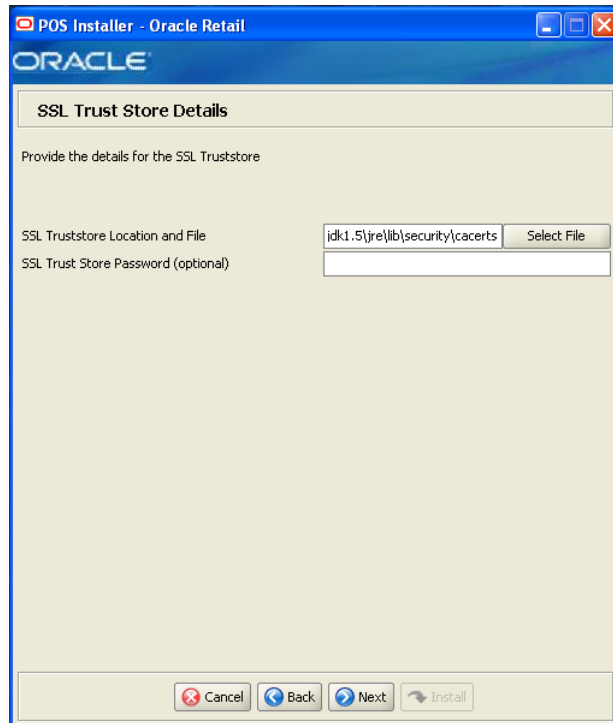 POS Installer - Oracle Retail
ORACLE
SSL Trust Store Details
Provide the details for the SSL Truststore
SSL Truststore Location and File jdk1.5\jre\lib\security\cacerts Select File
SSL Trust Store Password (optional)
Cancel Back Next Install